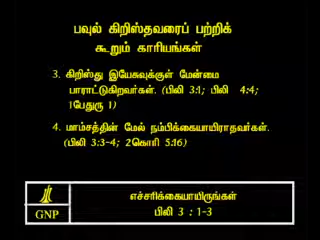 பவுல் கிறிஸ்தவரைப் பற்றிக்
கூறும் காரியங்கள்
3. கிறிஸ்து இயேசுவுக்குள் மேன்மை
பாராட்டுகிறவர்கள். (பிலி 3:1; பிலி 4:4;
1பேதுரு 1)
4. மாம்சத்தின் மேல் நம்பிக்கையாயிராதவர்கள்.
(பிலி 3:3-4; 2கொரி 5:16)
எச்சரிக்கையாயிருங்கள்
GNP
பிலி 3 : 1-3